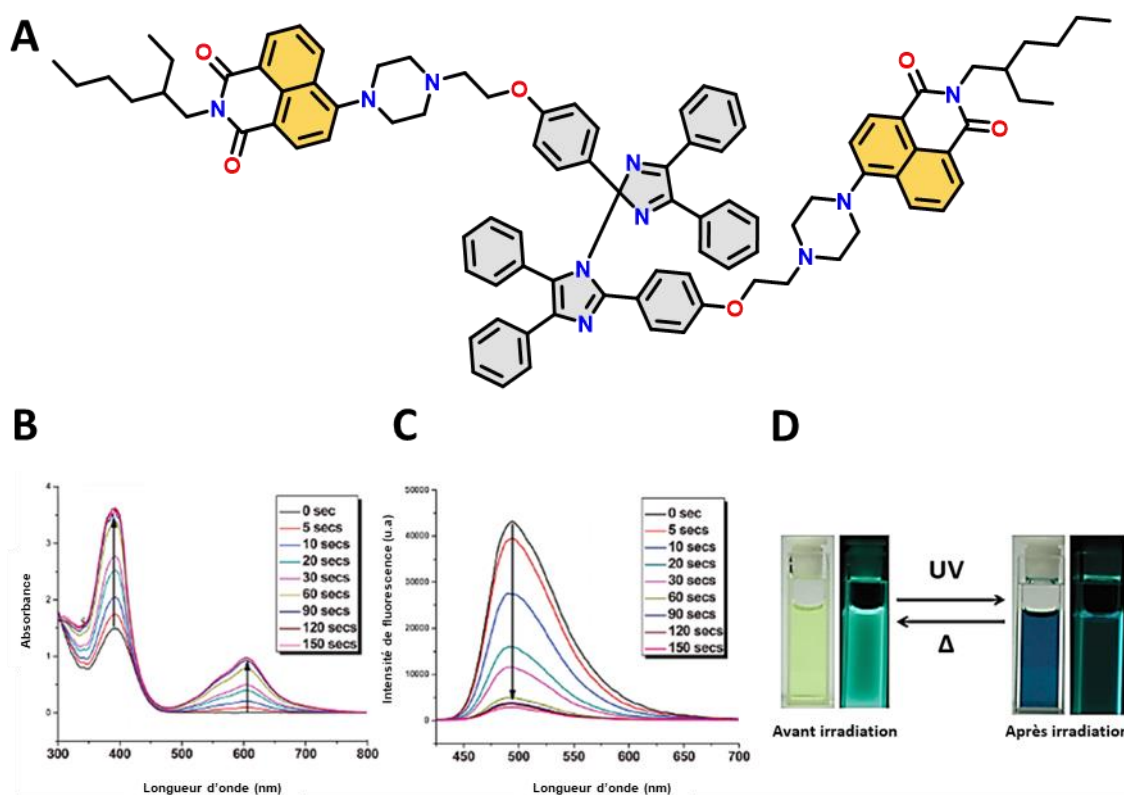 A
O
N
O
N
N
O
N
N
N
N
O
N
N
O
N
O
B
C
D
Absorbance
4
3
2
1
0
0 sec
5 secs
10 secs
20 secs
30 secs
60 secs
90 secs
120 secs
150 secs
300 400 500 600 700 800
Longueur d'onde (nm)
Intensité de fluorescence (u.a)
50000
40000
30000
20000
10000
0
0 sec
5 secs
10 secs
20 secs
30 secs
60 secs
90 secs
120 secs
150 secs
450 500 550 600 650 700
Longueur d'onde (nm)
UV
Δ
Avant irradiation
Après irradiation